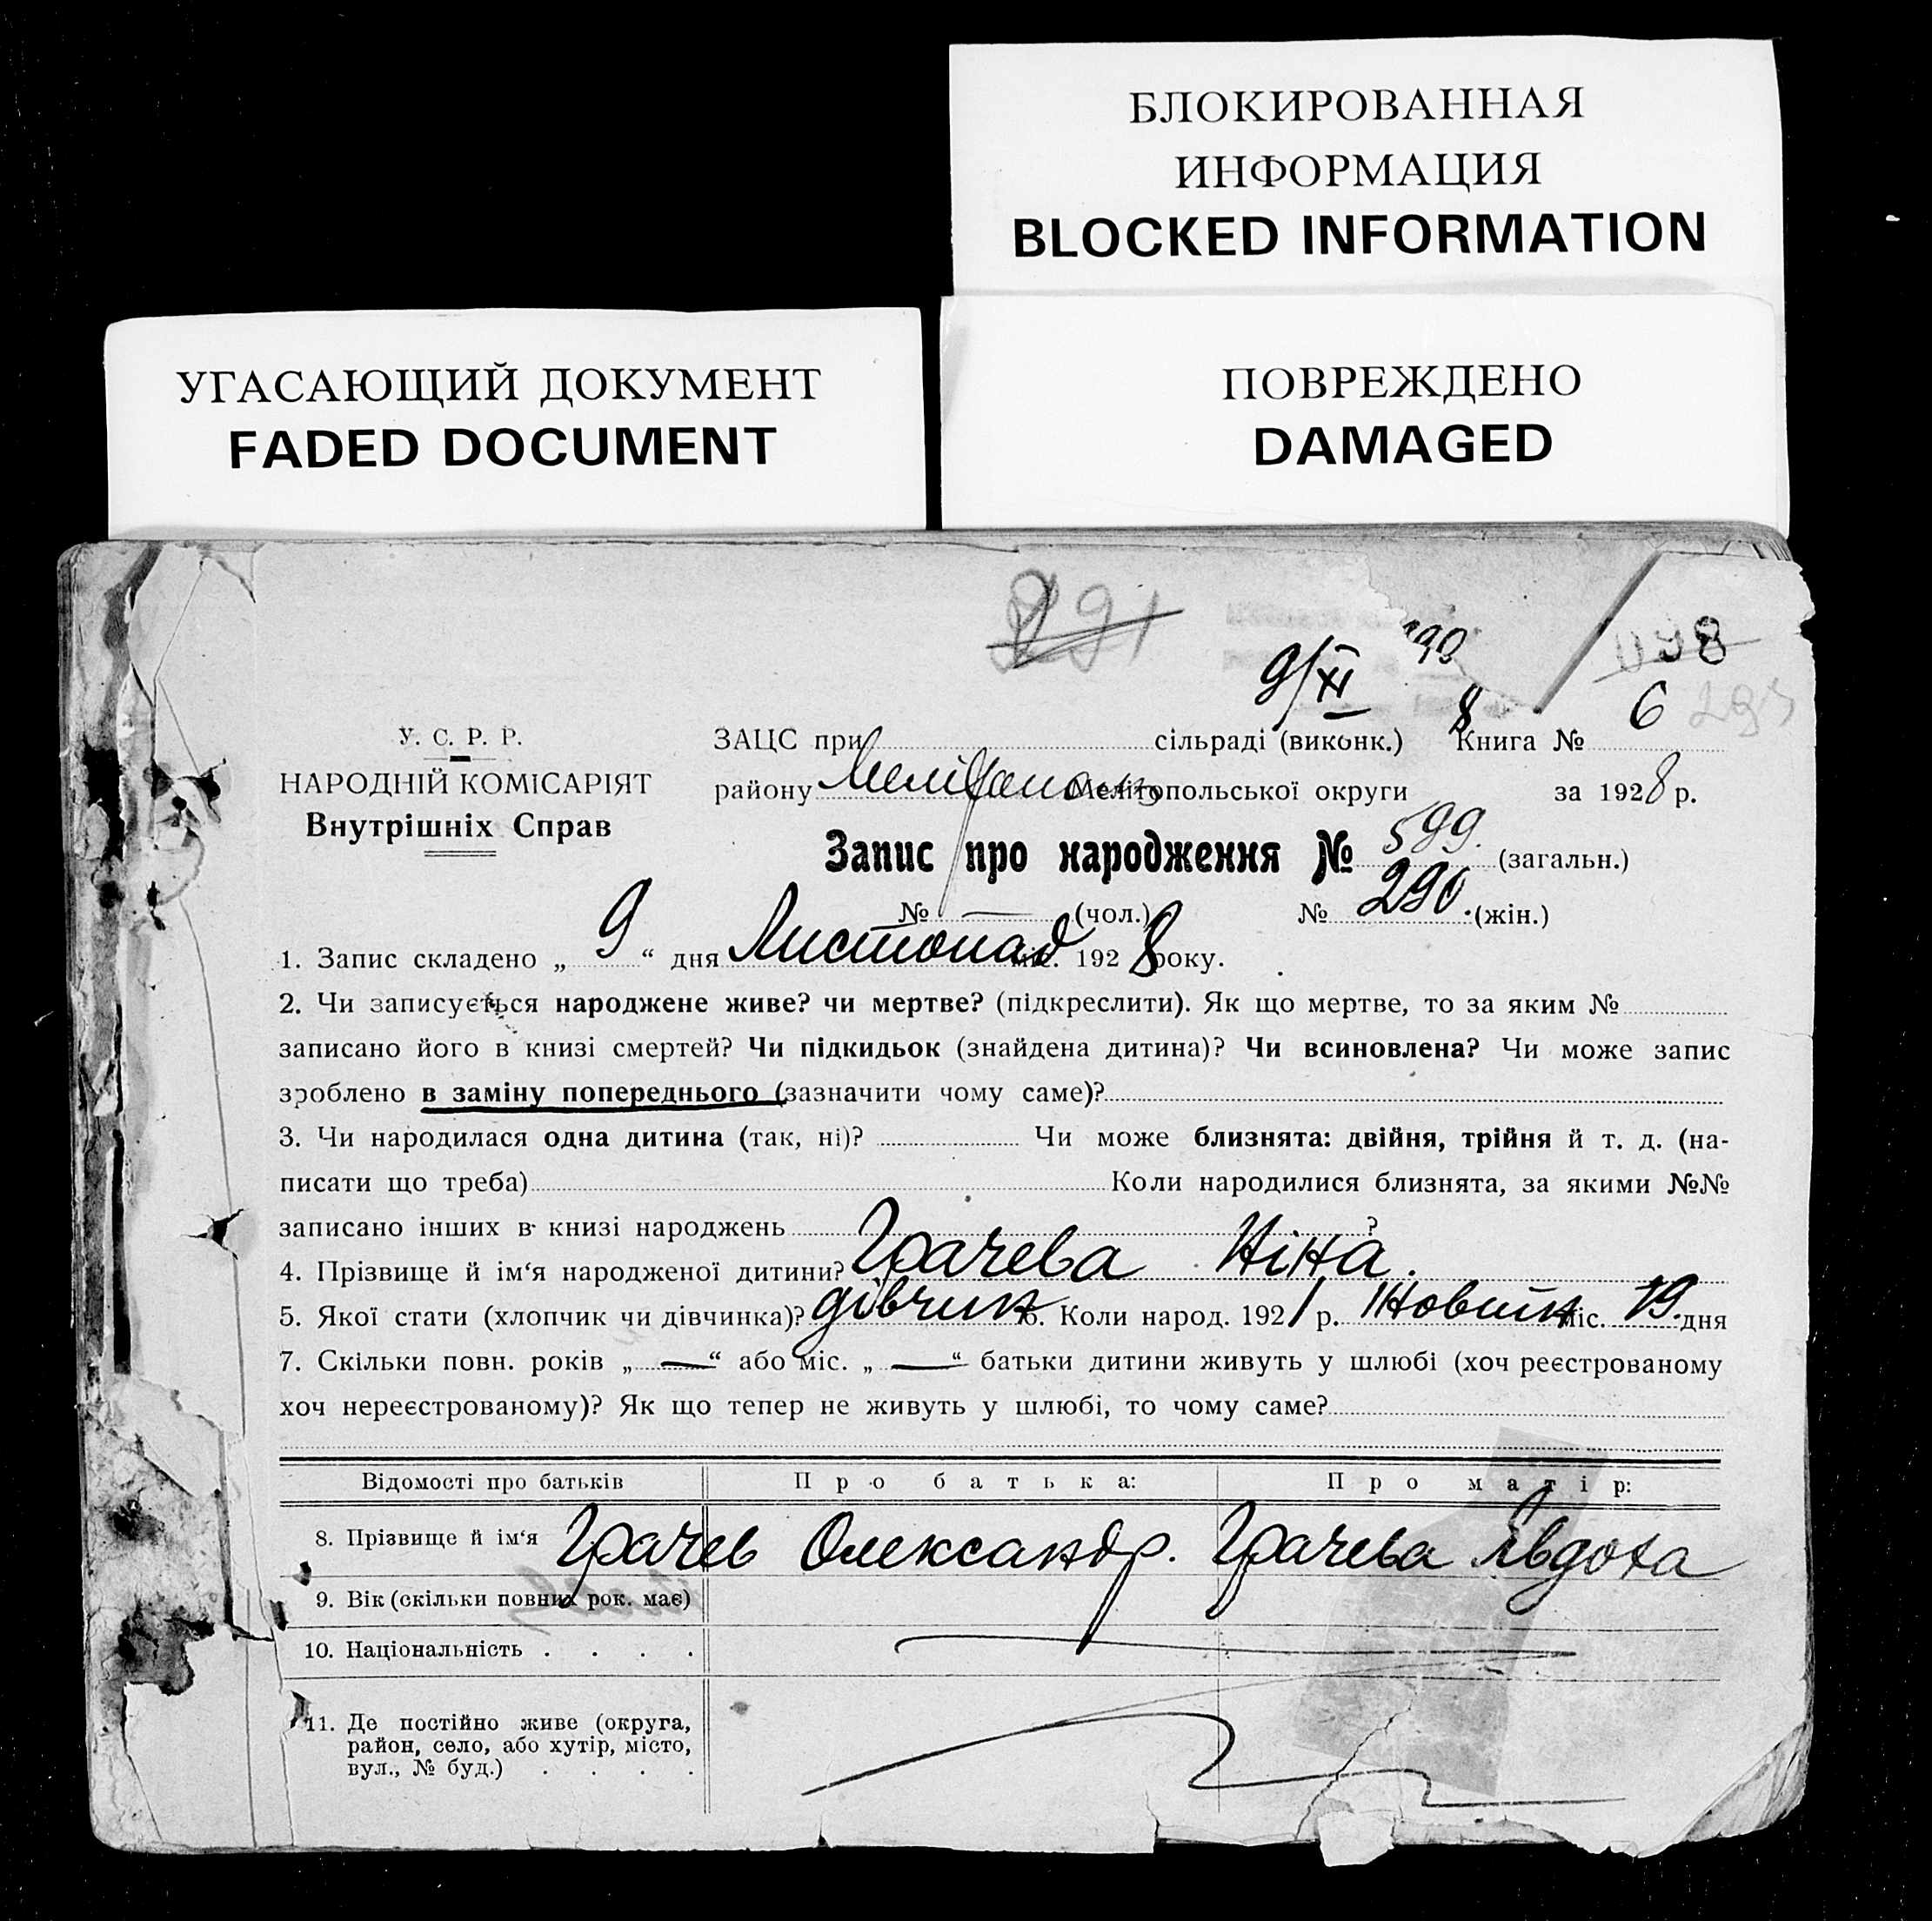 БЛОКИРОВАННАЯ
ИНФОРМАЦИЯ
BLOCKED INFORMATION
УГАСАЮЩИЙ ДОКУМЕНТ
FADED DOCUMENT
ПОВРЕЖДЕНО
DAMAGED
291
9/XI
У. С. Р. Р.
НАРОДНІЙ КОМІСАРІЯТ
Внутрішніх Справ
ЗАЦС при сільраді (виконк.) Книга № 6
району Мелітопольської округи за 1928 р.
Запис про народження № 599. (загальн.)
№ — (чол.) № 290. (жін.)
1. Запис складено „ 9 “ дня Листопад міс. 1928 року.
2. Чи записується народжене живе? чи мертве? (підкреслити). Як що мертве, то за яким №
записано його в книзі смертей? Чи підкидьок (знайдена дитина)? Чи всиновлена? Чи може запис
зроблено в заміну попереднього (зазначити чому саме)?
3. Чи народилася одна дитина (так, ні)? Чи може близнята: двійня, трійня й т. д. (на-
писати що треба) Коли народилися близнята, за якими №№
записано інших в книзі народжень ?
4. Прізвище й ім‘я народженої дитини? Грачева Ніна.
5. Якої стати (хлопчик чи дівчинка)? дівчин 6. Коли народ. 1921 р. міс. 19 дня
7. Скільки повн. років „ — “ або міс. „ — “ батьки дитини живуть у шлюбі (хоч реєстрованому
хоч нереєстрованому)? Як що тепер не живуть у шлюбі, то чому саме?
Відомості про батьків Про батька: Про матір:
8. Прізвище й ім‘я Грачев Олександр. Грачева Явдоха
9. Вік (скільки повних рок. має)
10. Національність . . . .
11. Де постійно живе (округа,
район, село, або хутір, місто,
вул., № буд.) . . . .